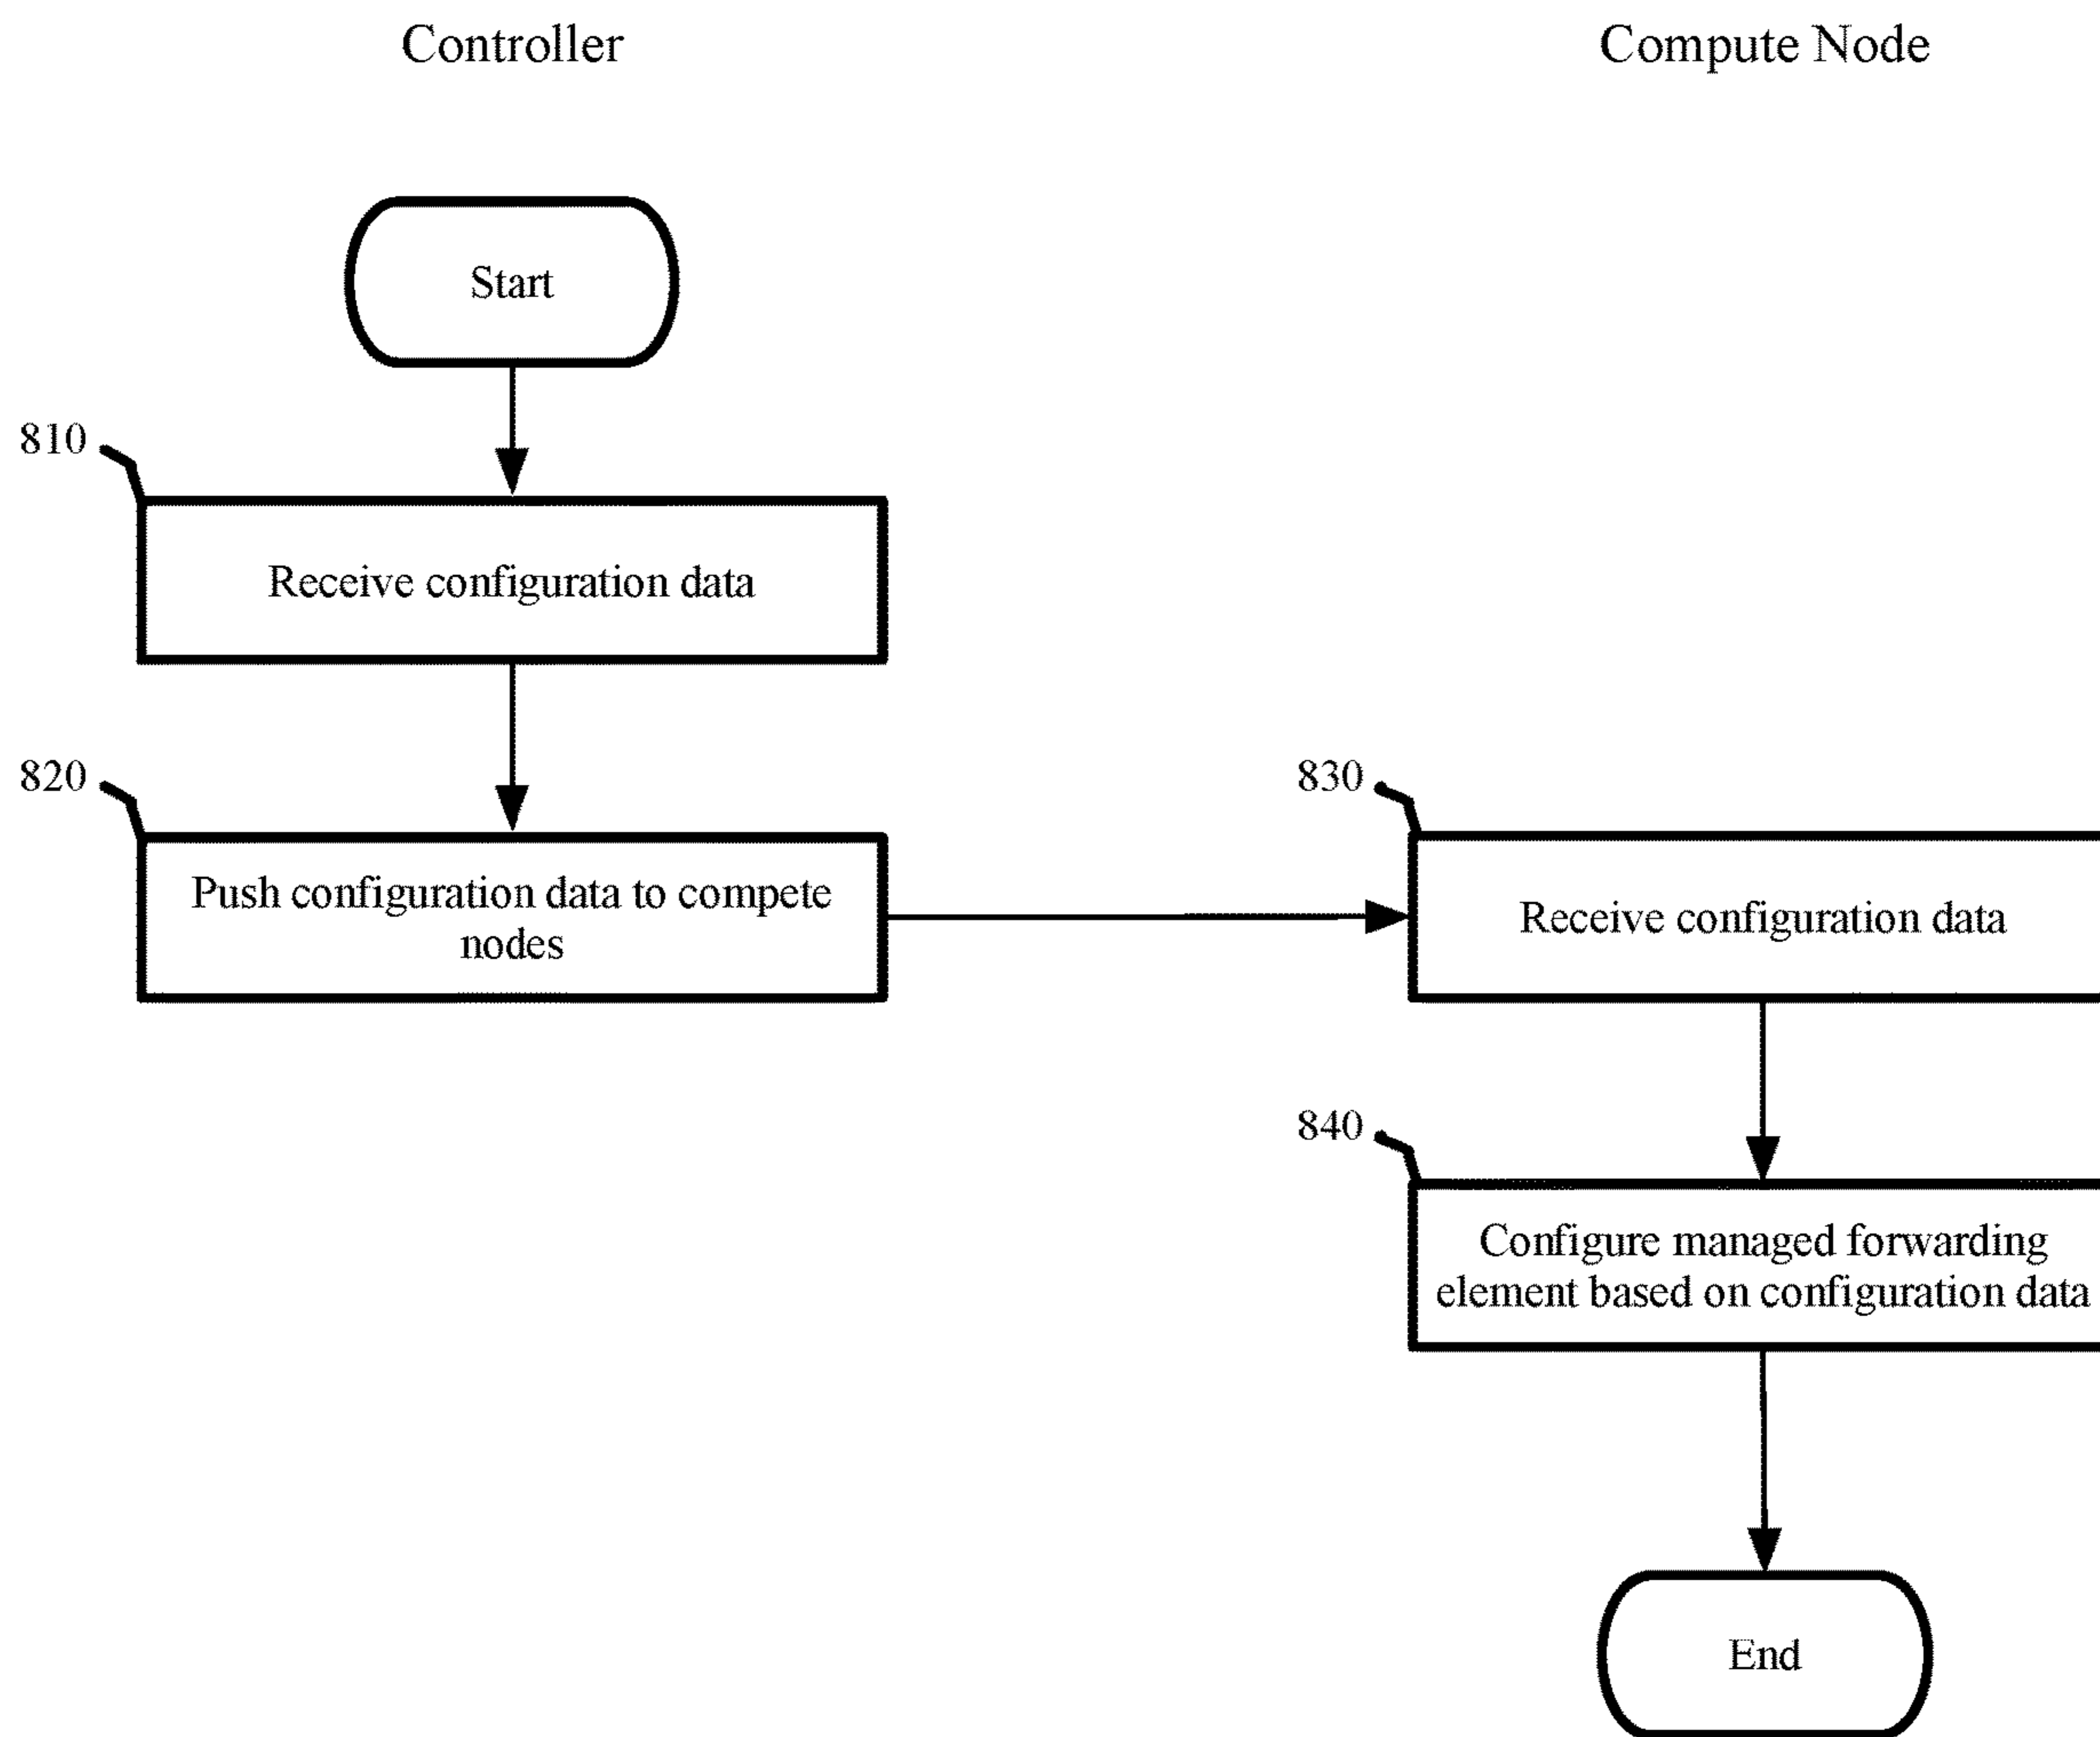 Controller
Compute Node
Start
810
Receive configuration data
820
Push configuration data to compete
nodes
830
Receive configuration data
840
Configure managed forwarding
element based on configuration data
End